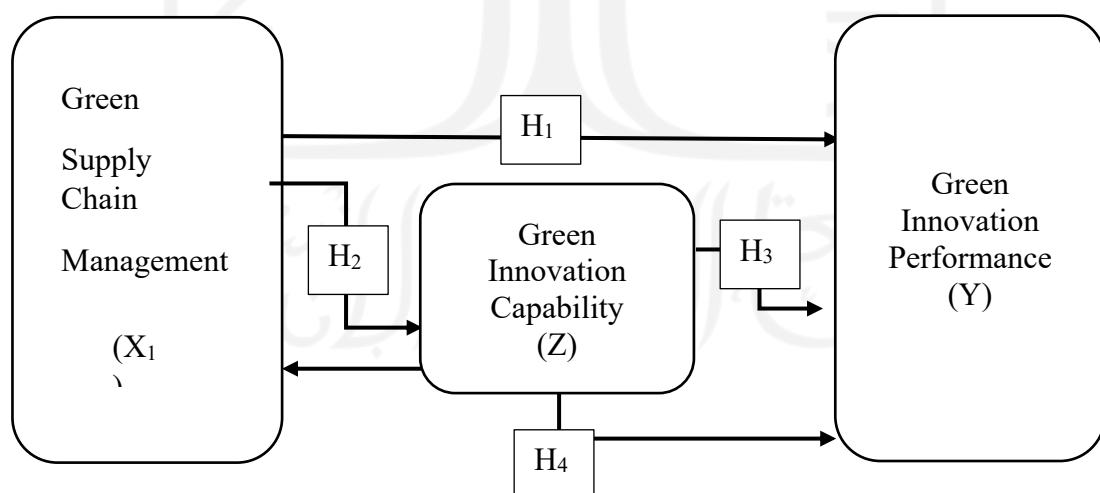 Green
Supply
Chain
Management
(X₁
)
H₁
H₂
Green
Innovation
Capability
(Z)
H₃
H₄
Green
Innovation
Performance
(Y)